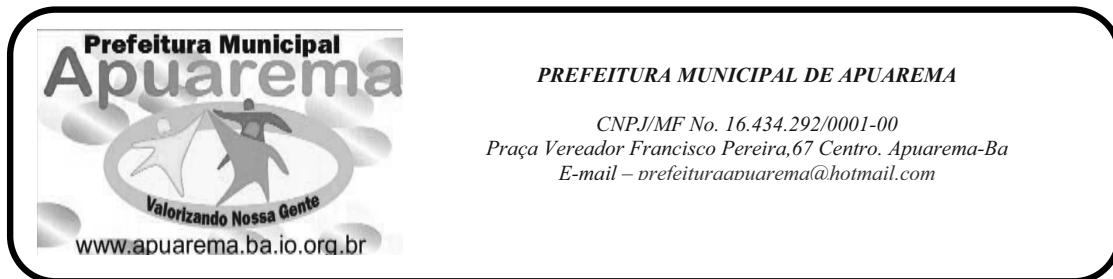 Prefeitura Municipal
Apuarema
Valorizando Nossa Gente
www.apuarema.ba.io.org.br
PREFEITURA MUNICIPAL DE APUAREMA
CNPJ/MF No. 16.434.292/0001-00
Praça Vereador Francisco Pereira,67 Centro. Apuarema-Ba
E-mail – prefeituraapuarema@hotmail.com